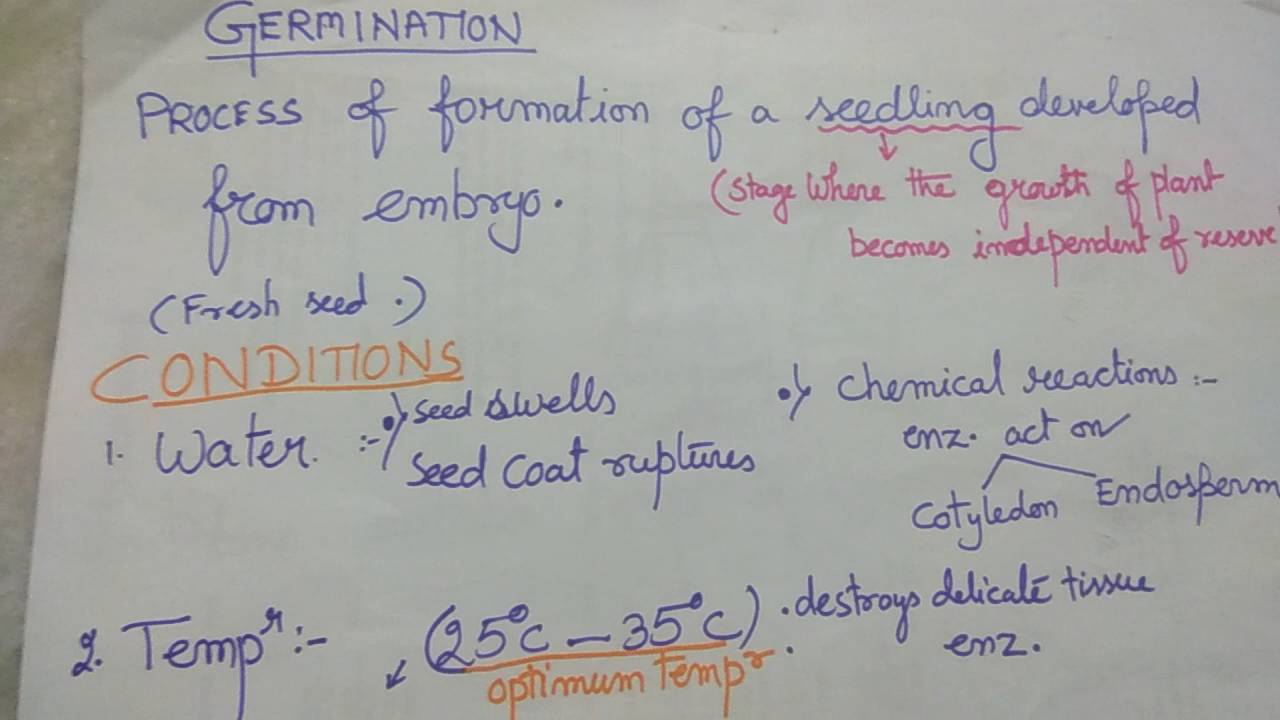 GERMINATION
PROCESS of formation of a seedling developed
from embryo.
(stage where the growth of plant
becomes independent of reserve
(Fresh seed.)
CONDITIONS
1. Water. :- •) seed swells
seed coat ruptures
•) chemical reactions :-
enz. act on
cotyledon Endosperm
2. Tempr :- (25°c – 35°c)
optimum tempr.
. destroys delicate tissue
enz.